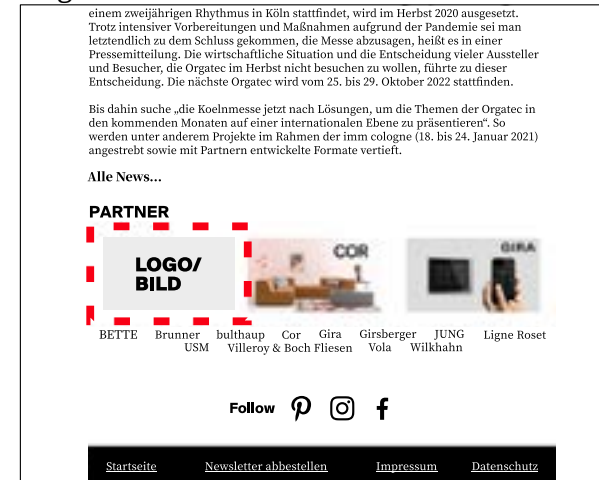 einem zweijährigen Rhythmus in Köln stattfindet, wird im Herbst 2020 ausgesetzt.
Trotz intensiver Vorbereitungen und Maßnahmen aufgrund der Pandemie sei man
letztendlich zu dem Schluss gekommen, die Messe abzusagen, heißt es in einer
Pressemitteilung. Die wirtschaftliche Situation und die Entscheidung vieler Aussteller
und Besucher, die Orgatec im Herbst nicht besuchen zu wollen, führte zu dieser
Entscheidung. Die nächste Orgatec wird vom 25. bis 29. Oktober 2022 stattfinden.
Bis dahin suche „die Koelnmesse jetzt nach Lösungen, um die Themen der Orgatec in
den kommenden Monaten auf einer internationalen Ebene zu präsentieren“. So
werden unter anderem Projekte im Rahmen der imm cologne (18. bis 24. Januar 2021)
angestrebt sowie mit Partnern entwickelte Formate vertieft.
Alle News...
PARTNER
LOGO/
BILD
COR
GIRA
BETTE Brunner bulthaup Cor Gira Girsberger JUNG Ligne Roset
USM Villeroy & Boch Fliesen Vola Wilkhahn
Follow
Startseite Newsletter abbestellen Impressum Datenschutz